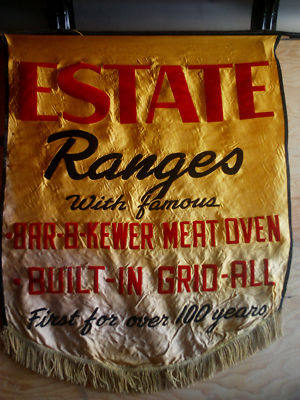 ESTATE
Ranges
With famous
•BAR-B-KEWER MEAT OVEN
•BUILT-IN GRID-ALL
First for over 100 years